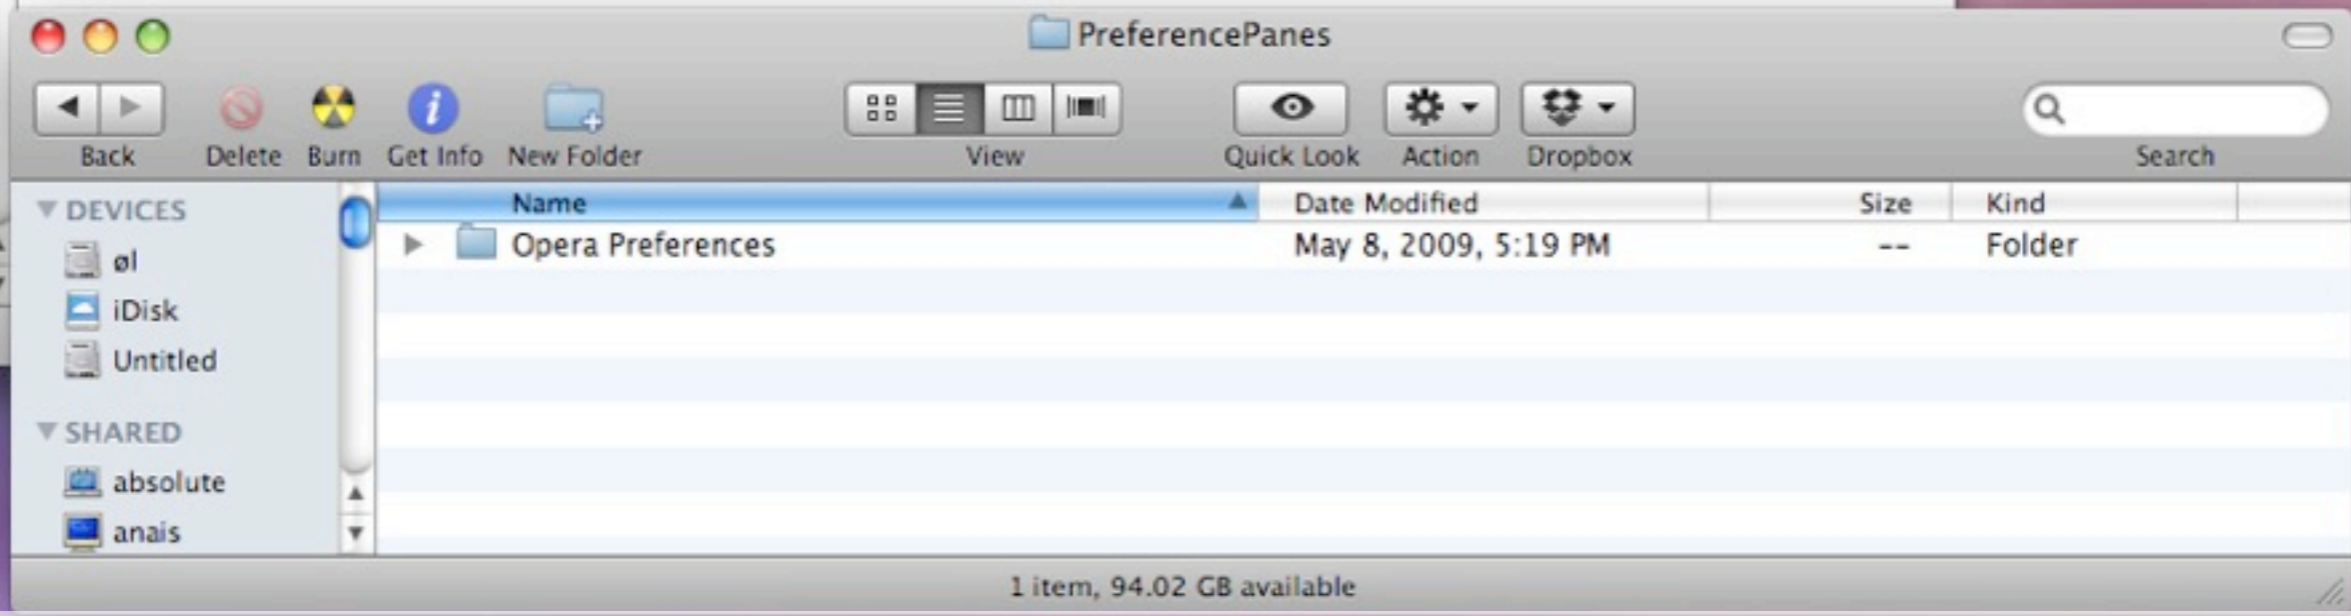 PreferencePanes
Back Delete Burn Get Info New Folder View Quick Look Action Dropbox Search
DEVICES
øl
iDisk
Untitled
SHARED
absolute
anais
Name Date Modified Size Kind
Opera Preferences May 8, 2009, 5:19 PM -- Folder
1 item, 94.02 GB available